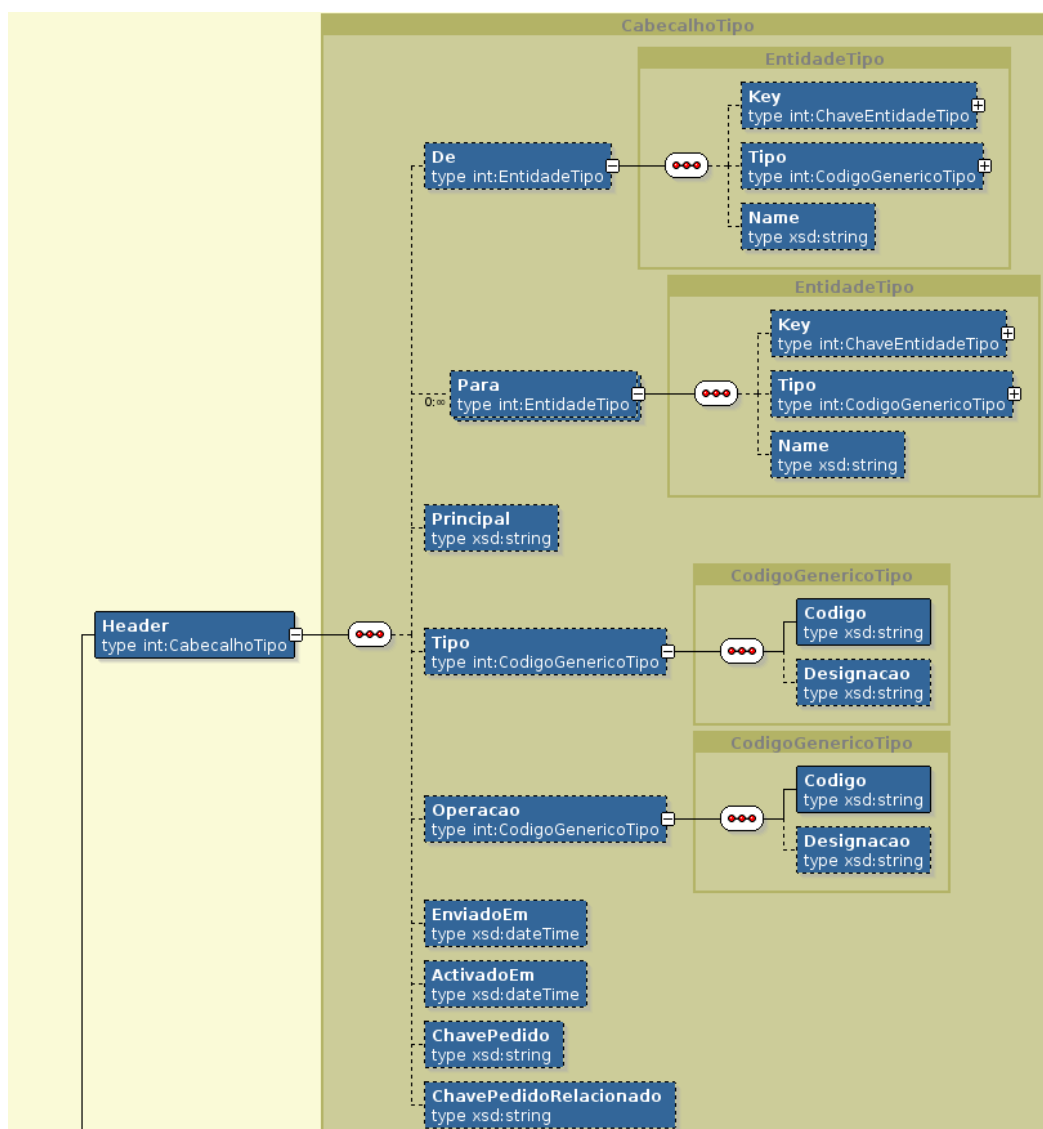 CabecalhoTipo
EntidadeTipo
Key
type int:ChaveEntidadeTipo
De
type int:EntidadeTipo
Tipo
type int:CodigoGenericoTipo
Name
type xsd:string
EntidadeTipo
Key
type int:ChaveEntidadeTipo
0:∞
Para
type int:EntidadeTipo
Tipo
type int:CodigoGenericoTipo
Name
type xsd:string
Principal
type xsd:string
CodigoGenericoTipo
Codigo
type xsd:string
Header
type int:CabecalhoTipo
Tipo
type int:CodigoGenericoTipo
Designacao
type xsd:string
CodigoGenericoTipo
Codigo
type xsd:string
Operacao
type int:CodigoGenericoTipo
Designacao
type xsd:string
EnviadoEm
type xsd:dateTime
ActivadoEm
type xsd:dateTime
ChavePedido
type xsd:string
ChavePedidoRelacionado
type xsd:string